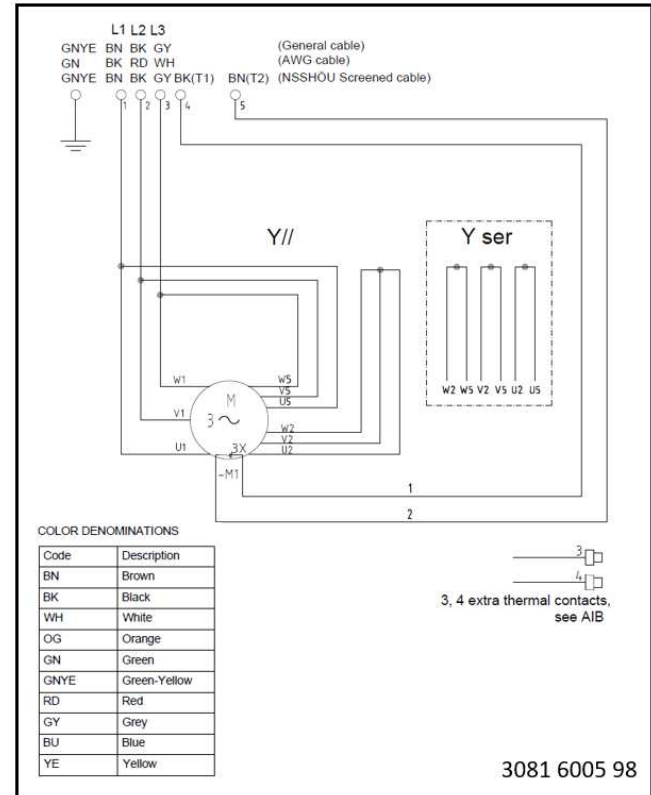 L1 L2 L3
GNYE BN BK GY (General cable)
GN BK RD WH (AWG cable)
GNYE BN BK GY BK(T1) BN(T2) (NSSHÖU Screened cable)
1 2 3 4 5
Y// Y ser
W2 W5 V2 V5 U2 U5
W1 W5
V5
M U5
V1 3 ~ W2
V2
U1 3X U2
-M1
1
2
COLOR DENOMINATIONS
Code Description
BN Brown
BK Black
WH White
OG Orange
GN Green
GNYE Green-Yellow
RD Red
GY Grey
BU Blue
YE Yellow
3
4
3, 4 extra thermal contacts,
see AIB
3081 6005 98